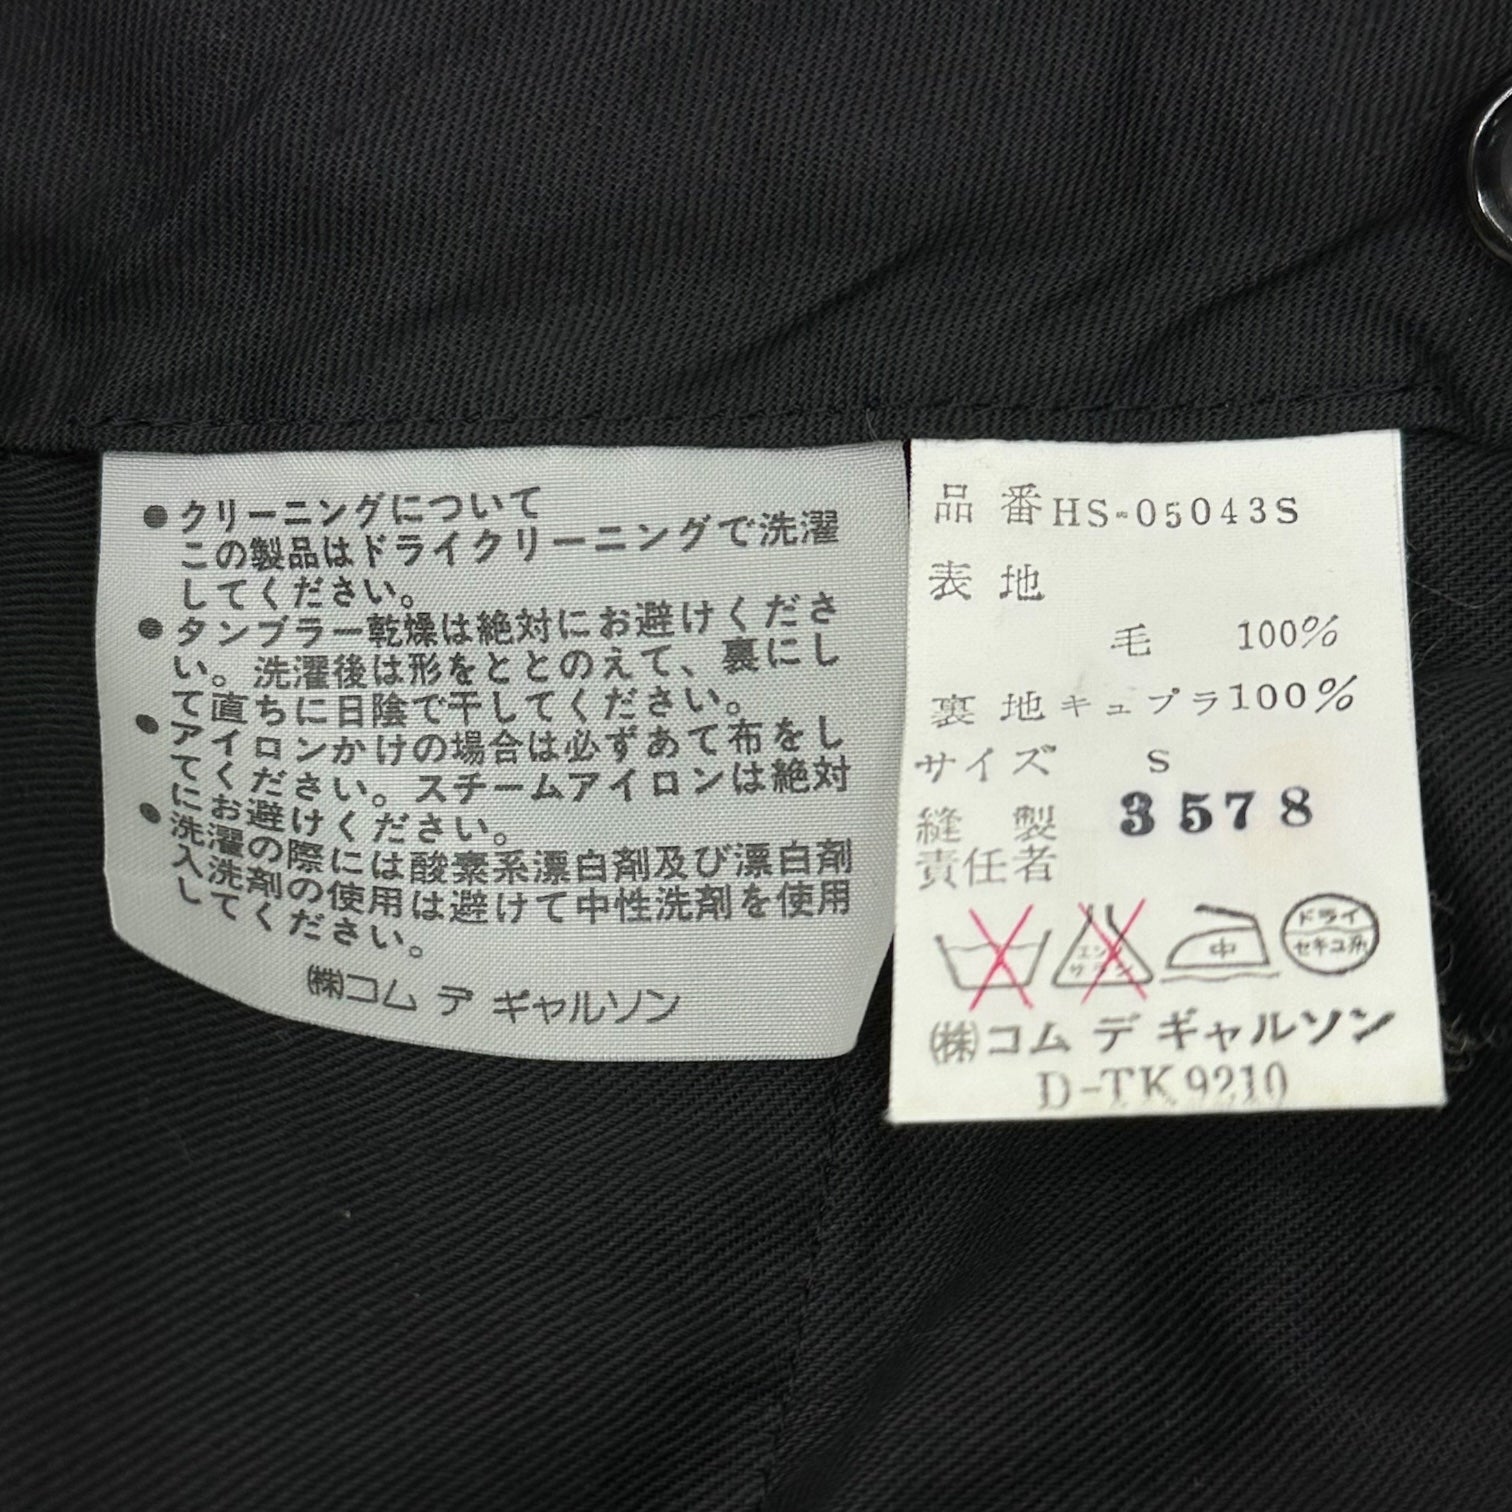 ● クリーニングについて
この製品はドライクリーニングで洗濯
してください。
● タンブラー乾燥は絶対にお避けくださ
い。洗濯後は形をととのえて、裏にし
て直ちに日陰で干してください。
● アイロンかけの場合は必ずあて布をし
てください。スチームアイロンは絶対
にお避けください。
● 洗濯の際には酸素系漂白剤及び漂白剤
入洗剤の使用は避けて中性洗剤を使用
してください。
㈱コム デ ギャルソン
品番 HS-05043S
表地
毛 100%
裏地 キュプラ 100%
サイズ S
縫製 3578
責任者
エンソサラシ
中
ドライ
セキユ系
㈱コム デ ギャルソン
D-TK9210